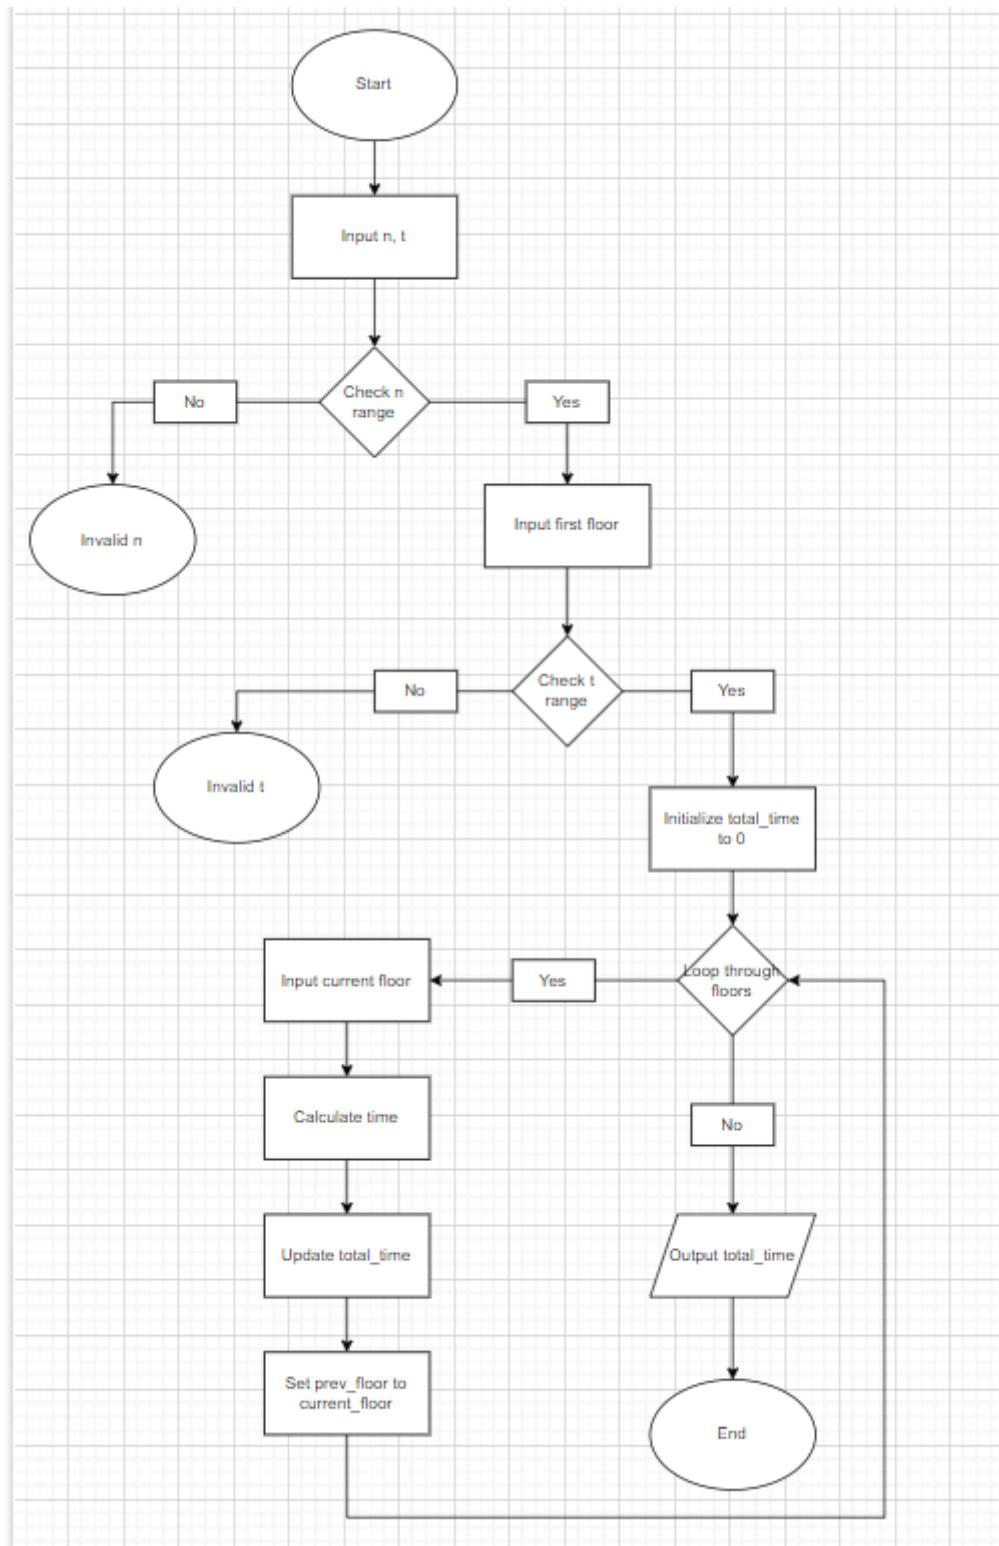 Start
Input n, t
Check n
range
No
Yes
Invalid n
Input first floor
Check t
range
No
Yes
Invalid t
Initialize total_time
to 0
Loop through
floors
Yes
Input current floor
Calculate time
No
Update total_time
Output total_time
Set prev_floor to
current_floor
End